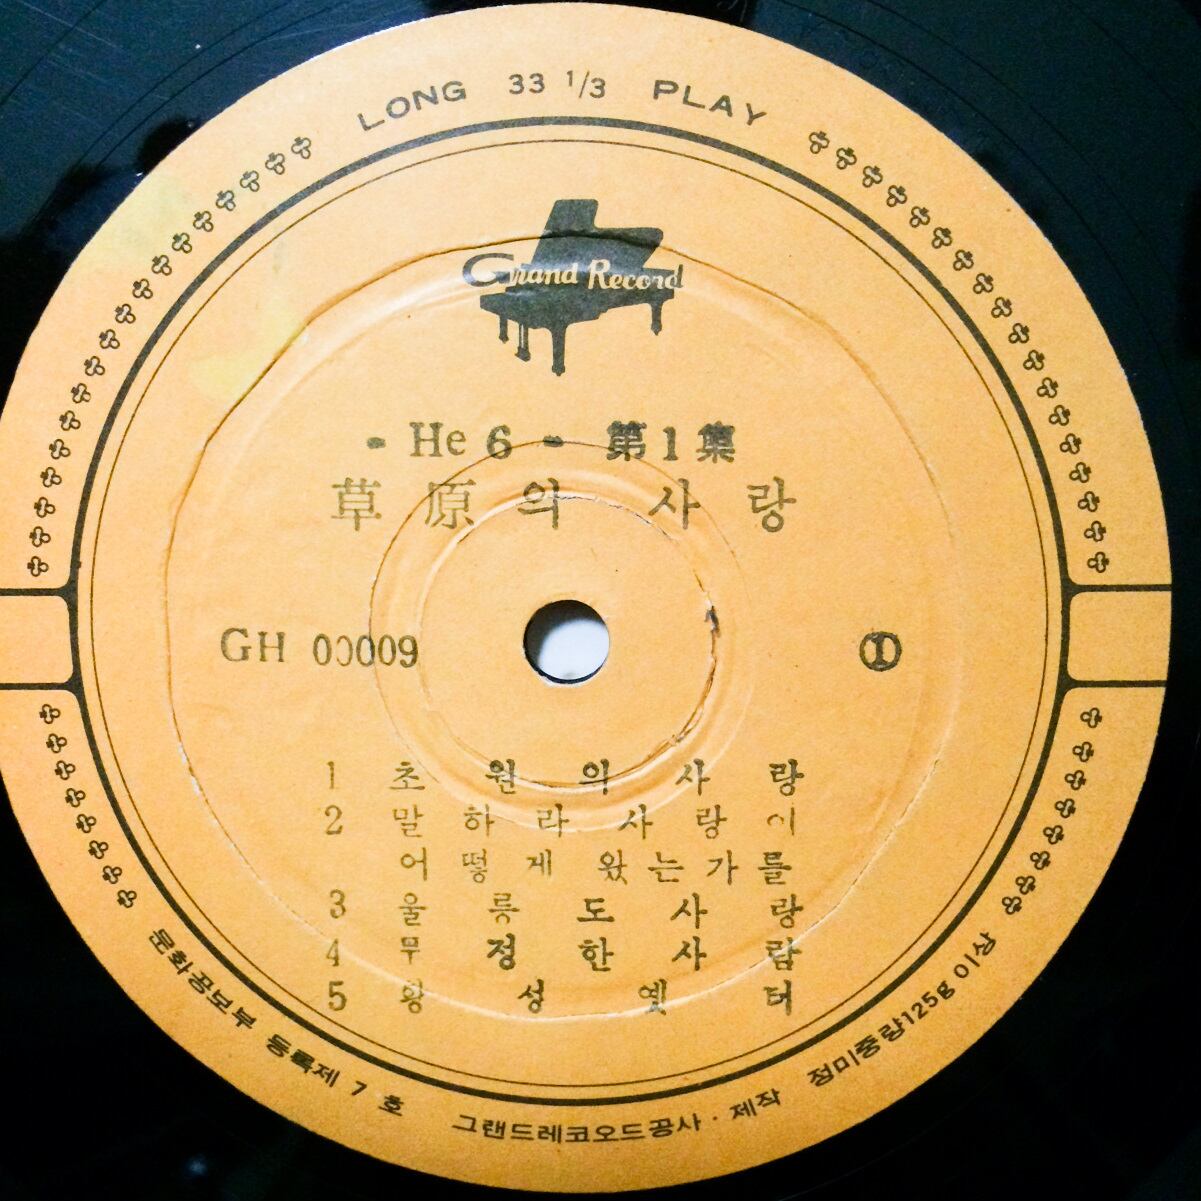 LONG 33 1/3 PLAY
Grand Record
- He 6 - 第1集
草原의 사랑
GH 00009
①
1 초원의사랑
2 말하라사랑이
어떻게왔는가를
3 울릉도사랑
4 무정한사람
5 왕성옛터
문화공보부 등록제 7 호 그랜드레코오드공사·제작 정미중량125g이상